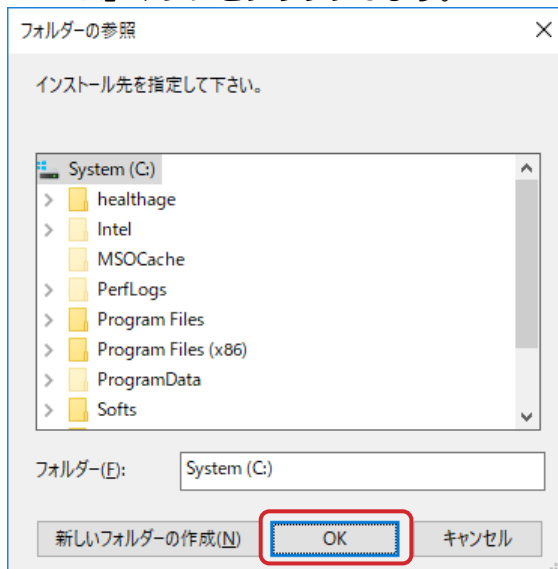 フォルダーの参照
インストール先を指定して下さい。
System (C:)
healthage
Intel
MSOCache
PerfLogs
Program Files
Program Files (x86)
ProgramData
Softs
フォルダー(F): System (C:)
新しいフォルダーの作成(N) OK キャンセル